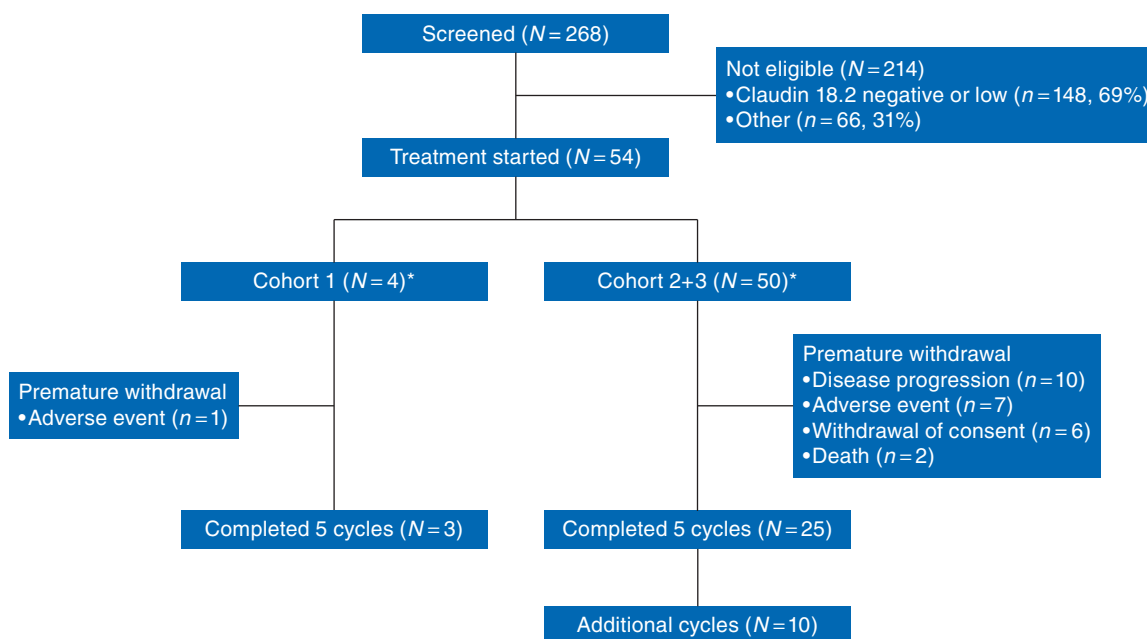 Screened (N = 268)
Not eligible (N = 214)
•Claudin 18.2 negative or low (n = 148, 69%)
•Other (n = 66, 31%)
Treatment started (N = 54)
Cohort 1 (N = 4)*
Cohort 2+3 (N = 50)*
Premature withdrawal
•Adverse event (n = 1)
Premature withdrawal
•Disease progression (n = 10)
•Adverse event (n = 7)
•Withdrawal of consent (n = 6)
•Death (n = 2)
Completed 5 cycles (N = 3)
Completed 5 cycles (N = 25)
Additional cycles (N = 10)